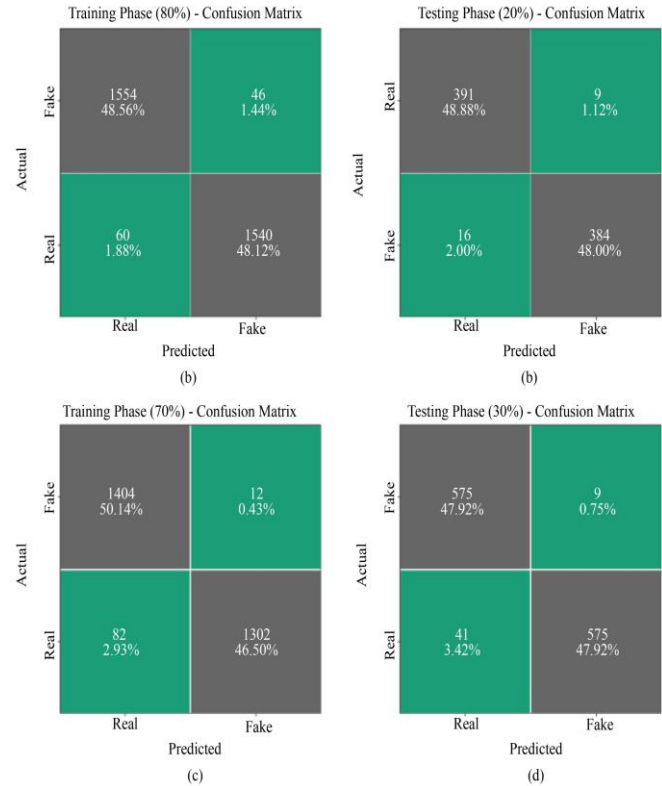 Training Phase (80%) - Confusion Matrix
Actual
Fake
Real
1554
48.56%
46
1.44%
60
1.88%
1540
48.12%
Real
Fake
Predicted
(b)
Testing Phase (20%) - Confusion Matrix
Actual
Real
Fake
391
48.88%
9
1.12%
16
2.00%
384
48.00%
Real
Fake
Predicted
(b)
Training Phase (70%) - Confusion Matrix
Actual
Fake
Real
1404
50.14%
12
0.43%
82
2.93%
1302
46.50%
Real
Fake
Predicted
(c)
Testing Phase (30%) - Confusion Matrix
Actual
Fake
Real
575
47.92%
9
0.75%
41
3.42%
575
47.92%
Real
Fake
Predicted
(d)